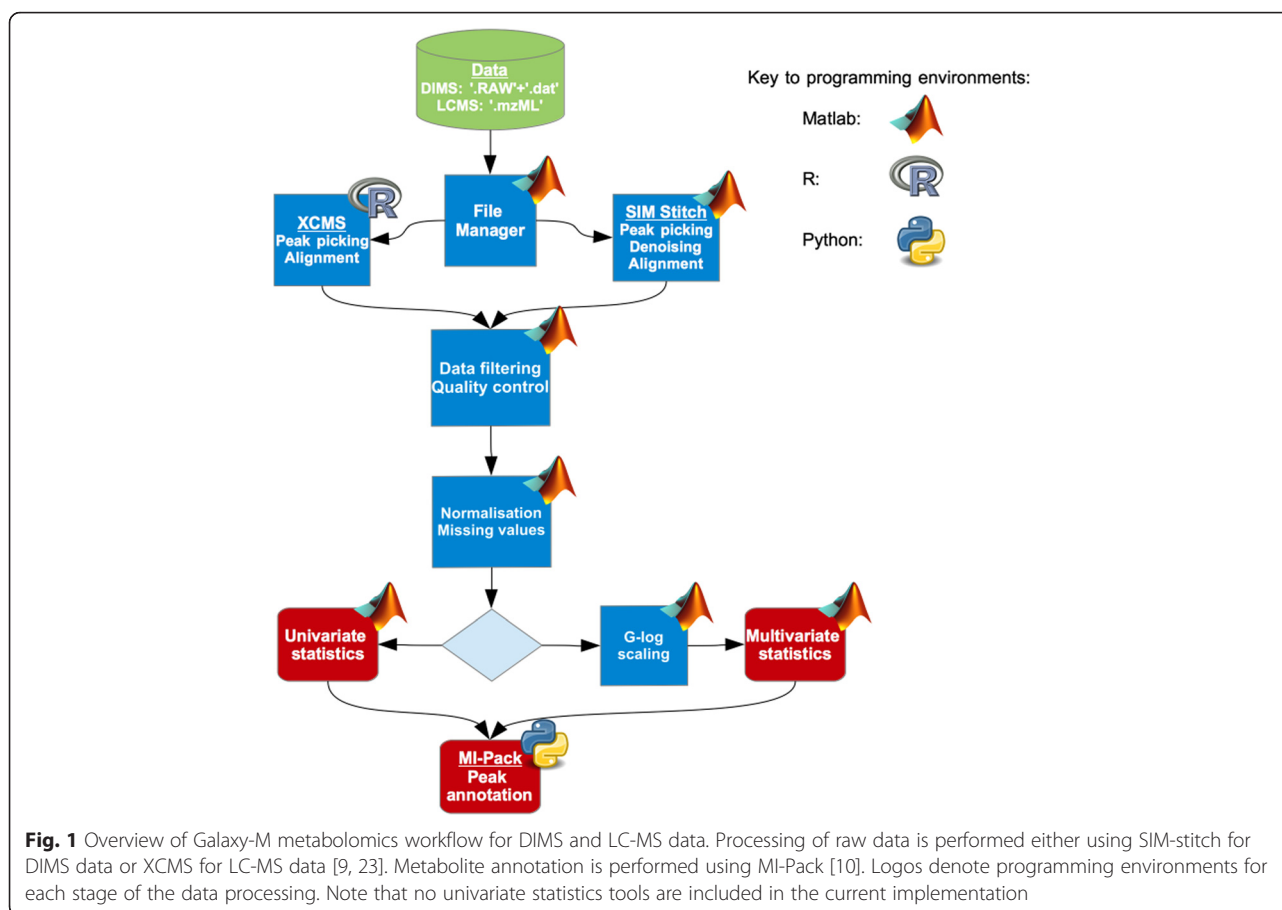 Data
DIMS: '.RAW'+'.dat'
LCMS: '.mzML'
Key to programming environments:
Matlab:
R:
R
Python:
R
XCMS
Peak picking
Alignment
File
Manager
SIM Stitch
Peak picking
Denoising
Alignment
Data filtering
Quality control
Normalisation
Missing values
Univariate
statistics
G-log
scaling
Multivariate
statistics
MI-Pack
Peak
annotation
Fig. 1 Overview of Galaxy-M metabolomics workflow for DIMS and LC-MS data. Processing of raw data is performed either using SIM-stitch for
DIMS data or XCMS for LC-MS data [9, 23]. Metabolite annotation is performed using MI-Pack [10]. Logos denote programming environments for
each stage of the data processing. Note that no univariate statistics tools are included in the current implementation